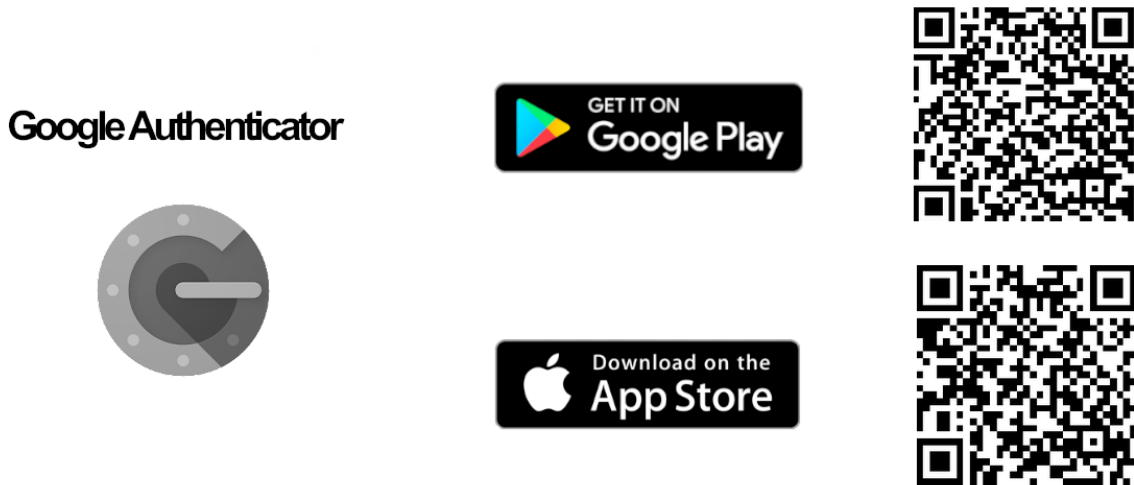 Google Authenticator
GET IT ON
Google Play
Download on the
App Store